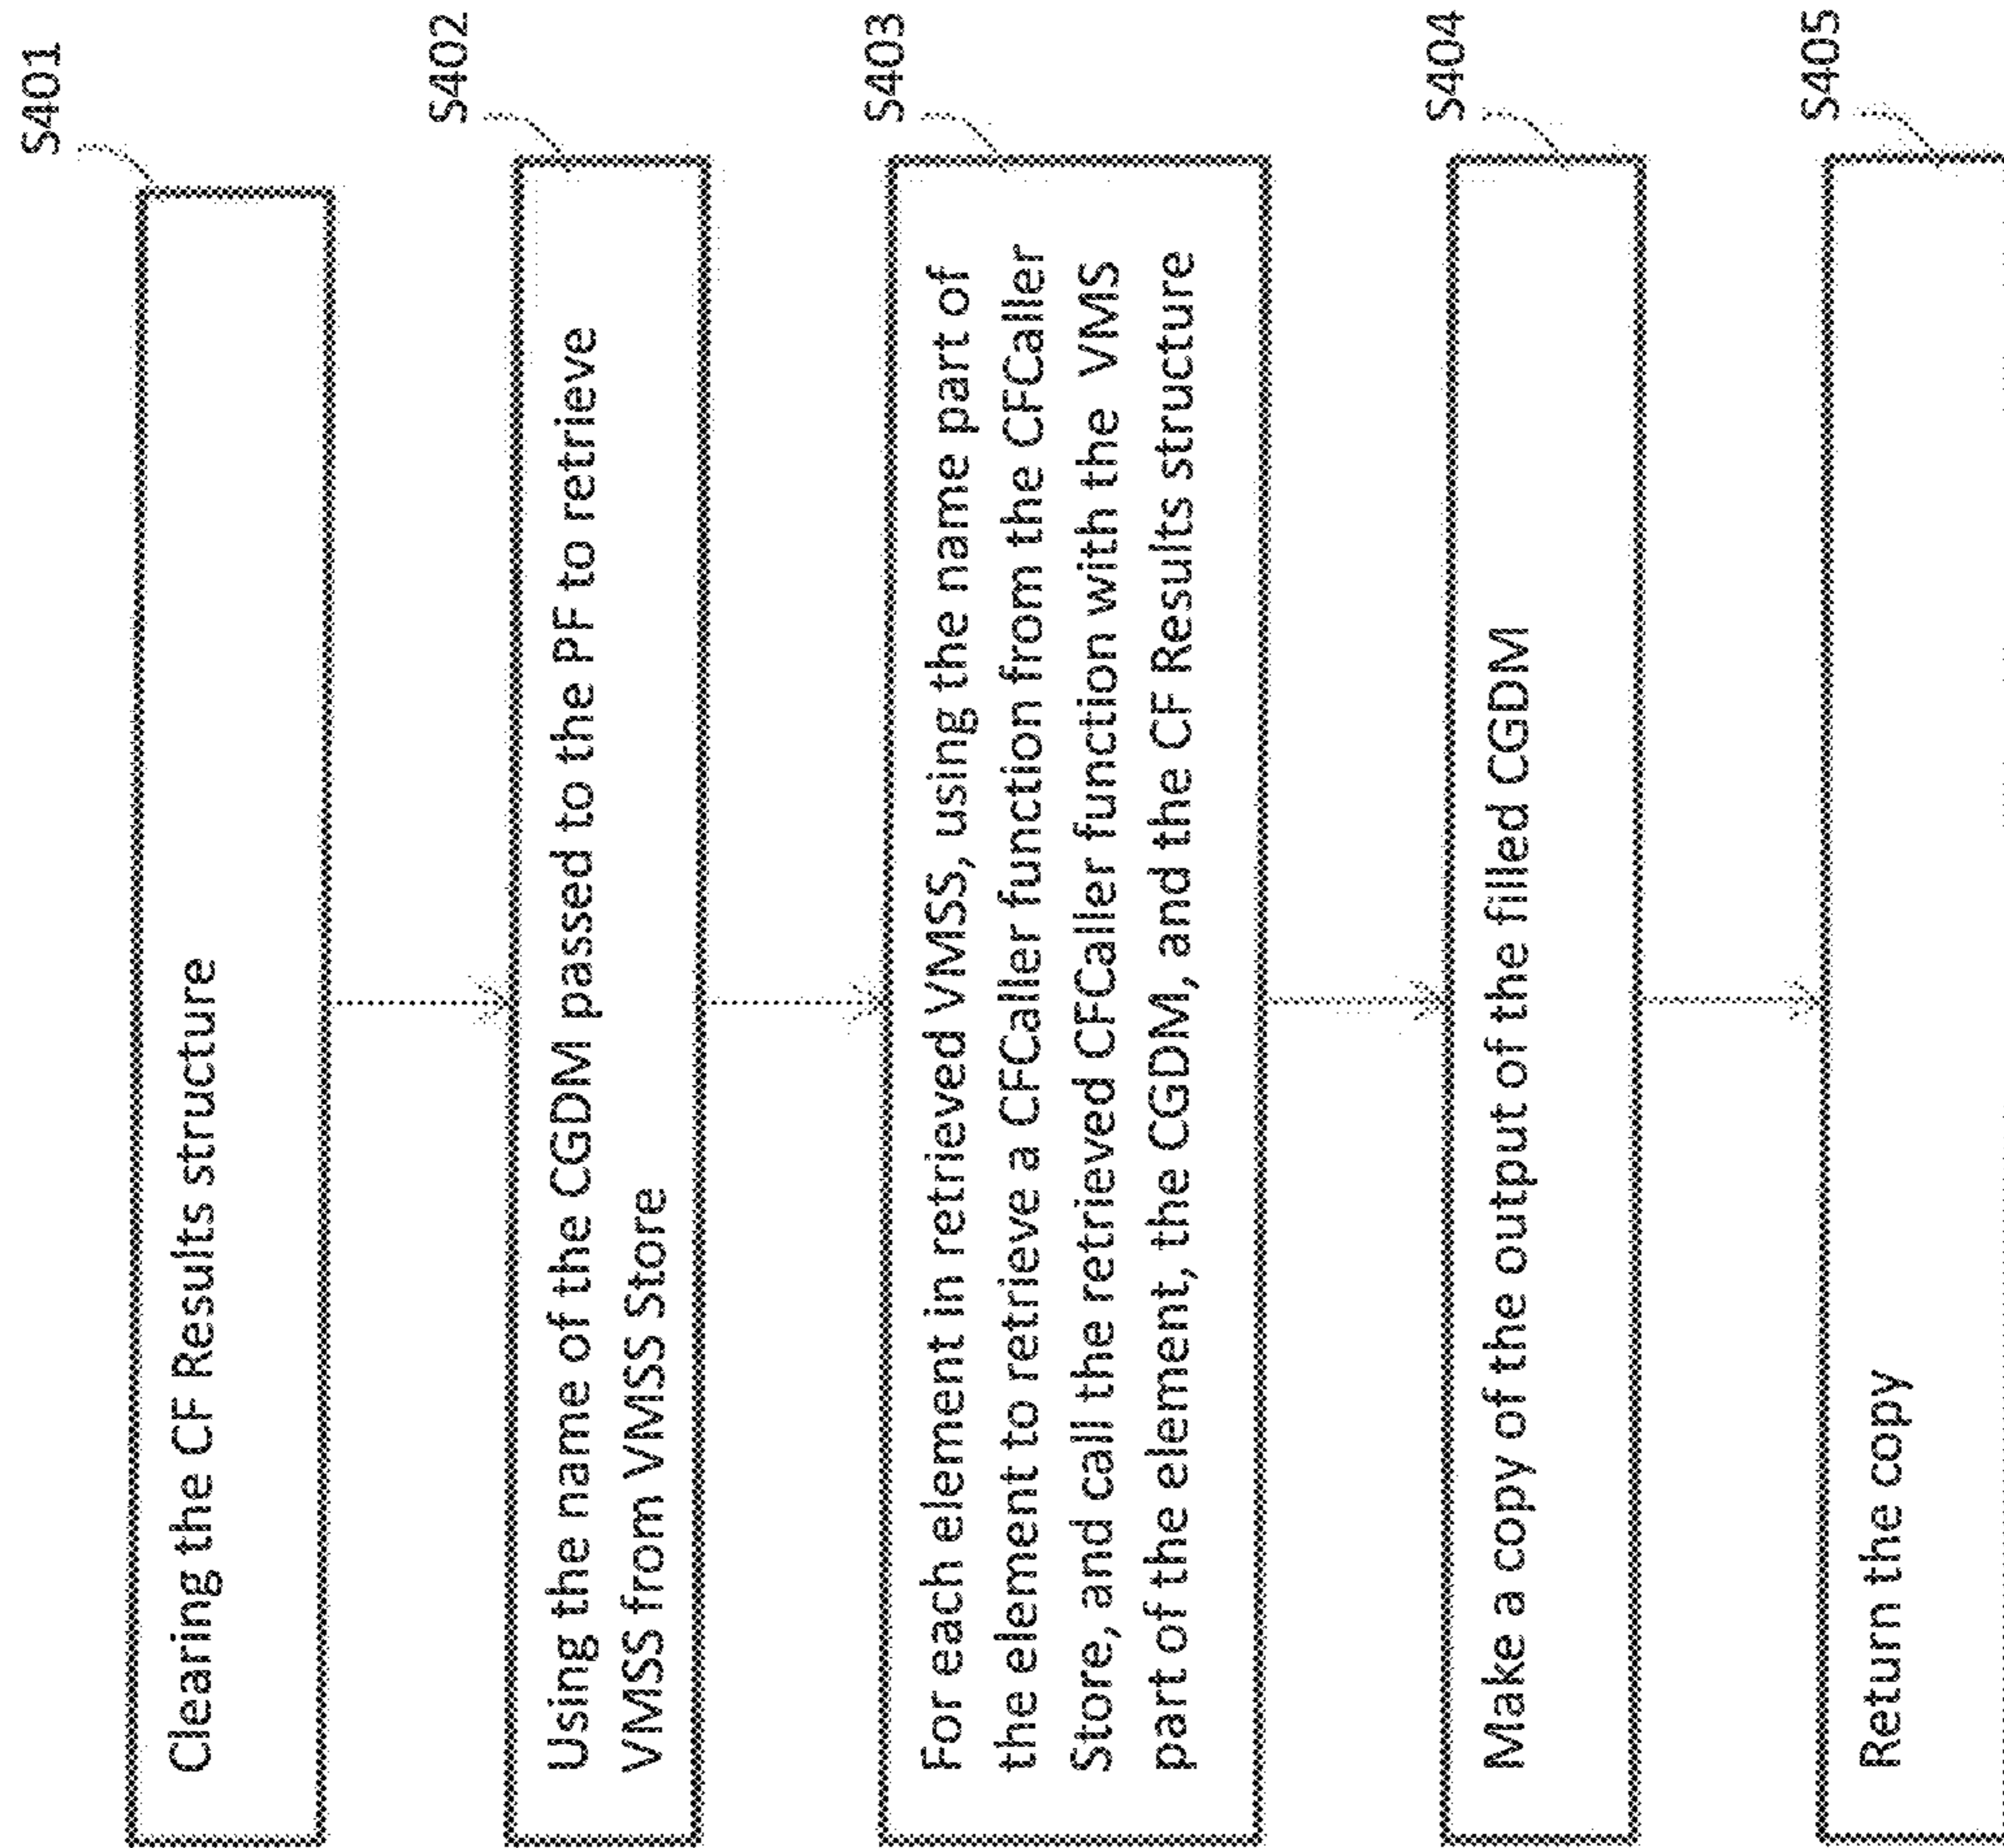 S401
Clearing the CF Results structure
S402
Using the name of the CGDM passed to the PF to retrieve
VMSS from VMSS Store
S403
For each element in retrieved VMSS, using the name part of
the element to retrieve a CFCaller function from the CFCaller
Store, and call the retrieved CFCaller function with the VMS
part of the element, the CGDM, and the CF Results structure
S404
Make a copy of the output of the filled CGDM
S405
Return the copy